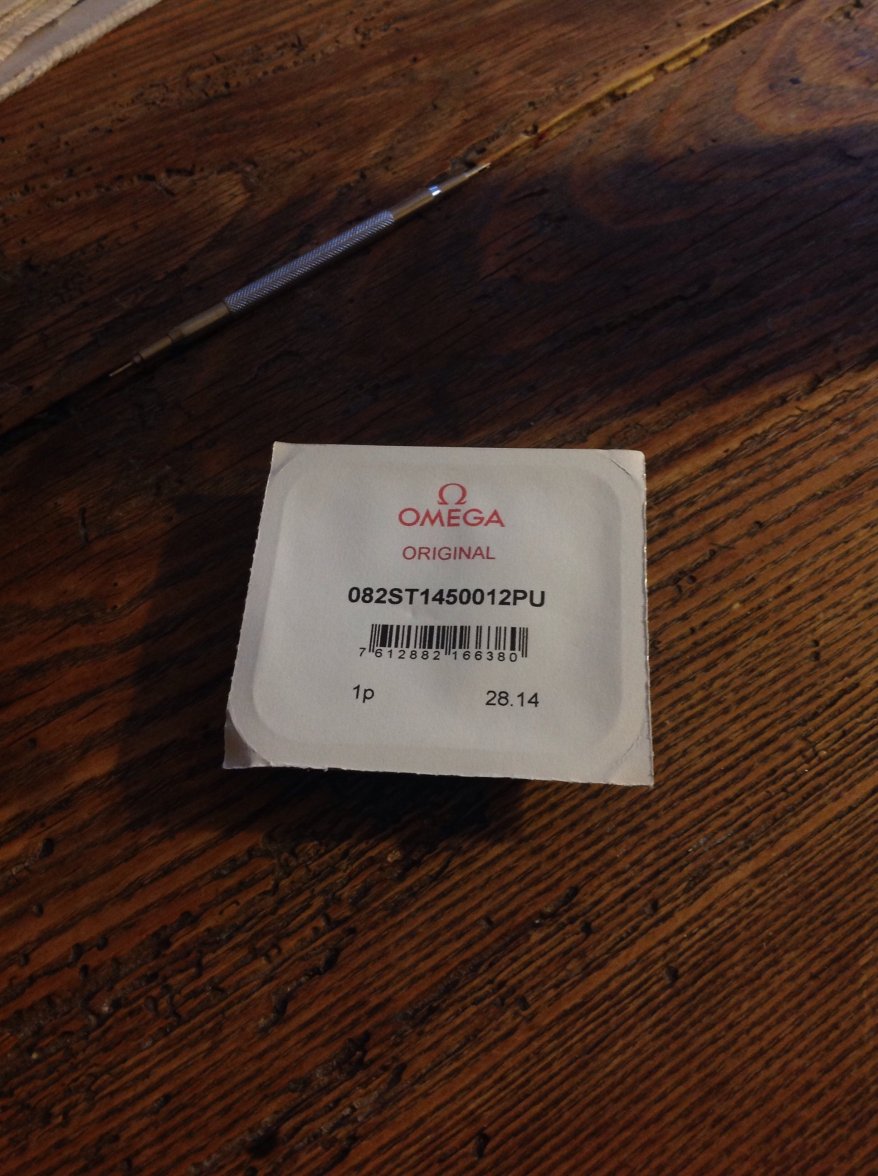 Ω
OMEGA
ORIGINAL
082ST1450012PU
7 612882 166380
1p 28.14